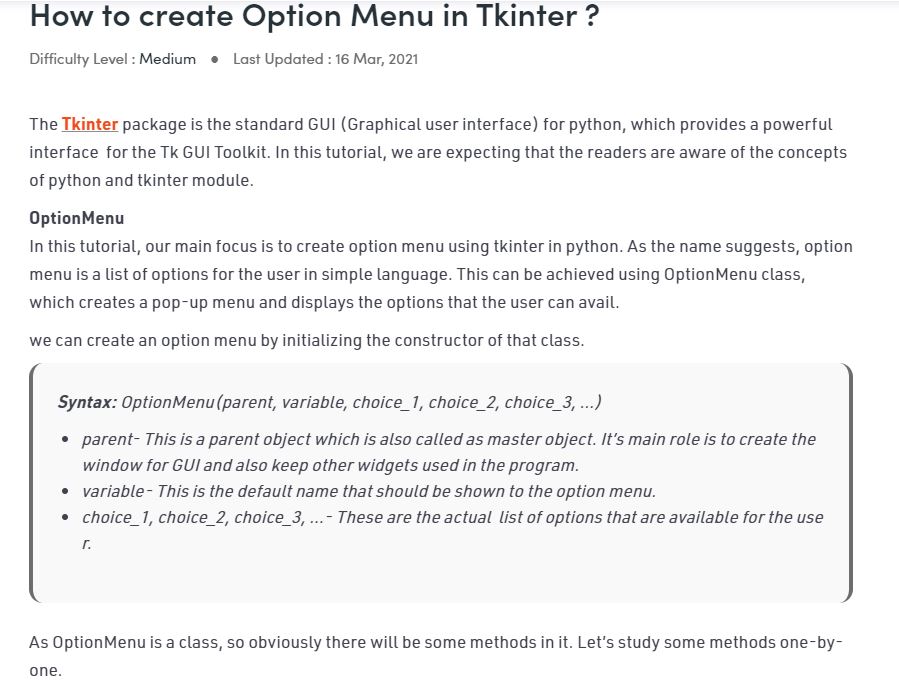 How to create Option Menu in Tkinter ?
Difficulty Level : Medium ● Last Updated : 16 Mar, 2021
The Tkinter package is the standard GUI (Graphical user interface) for python, which provides a powerful
interface for the Tk GUI Toolkit. In this tutorial, we are expecting that the readers are aware of the concepts
of python and tkinter module.
OptionMenu
In this tutorial, our main focus is to create option menu using tkinter in python. As the name suggests, option
menu is a list of options for the user in simple language. This can be achieved using OptionMenu class,
which creates a pop-up menu and displays the options that the user can avail.
we can create an option menu by initializing the constructor of that class.
Syntax: OptionMenu(parent, variable, choice_1, choice_2, choice_3, ...)
• parent- This is a parent object which is also called as master object. It's main role is to create the
window for GUI and also keep other widgets used in the program.
• variable- This is the default name that should be shown to the option menu.
• choice_1, choice_2, choice_3, ...- These are the actual list of options that are available for the use
r.
As OptionMenu is a class, so obviously there will be some methods in it. Let's study some methods one-by-
one.